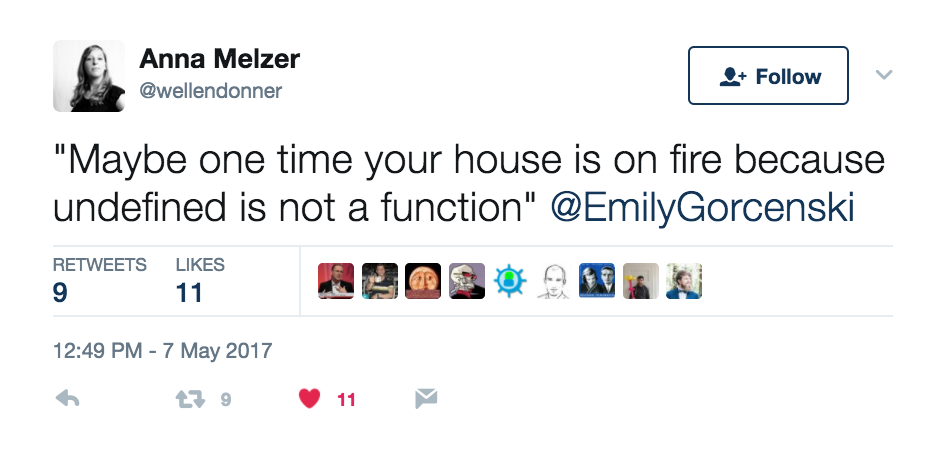 Anna Melzer
@wellendonner
Follow
"Maybe one time your house is on fire because
undefined is not a function" @EmilyGorcenski
RETWEETS LIKES
9 11
12:49 PM - 7 May 2017
9 11